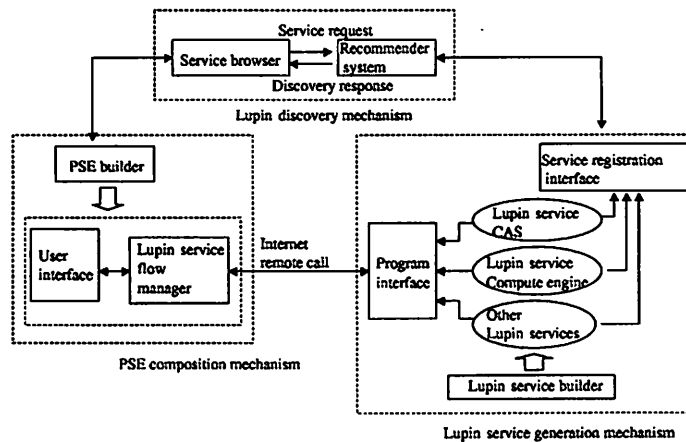 Service request
Service browser
Recommender
system
Discovery response
Lupin discovery mechanism
PSE builder
User
interface
Lupin service
flow
manager
Internet
remote call
PSE composition mechanism
Service registration
interface
Program
interface
Lupin service
CAS
Lupin service
Compute engine
Other
Lupin services
Lupin service builder
Lupin service generation mechanism